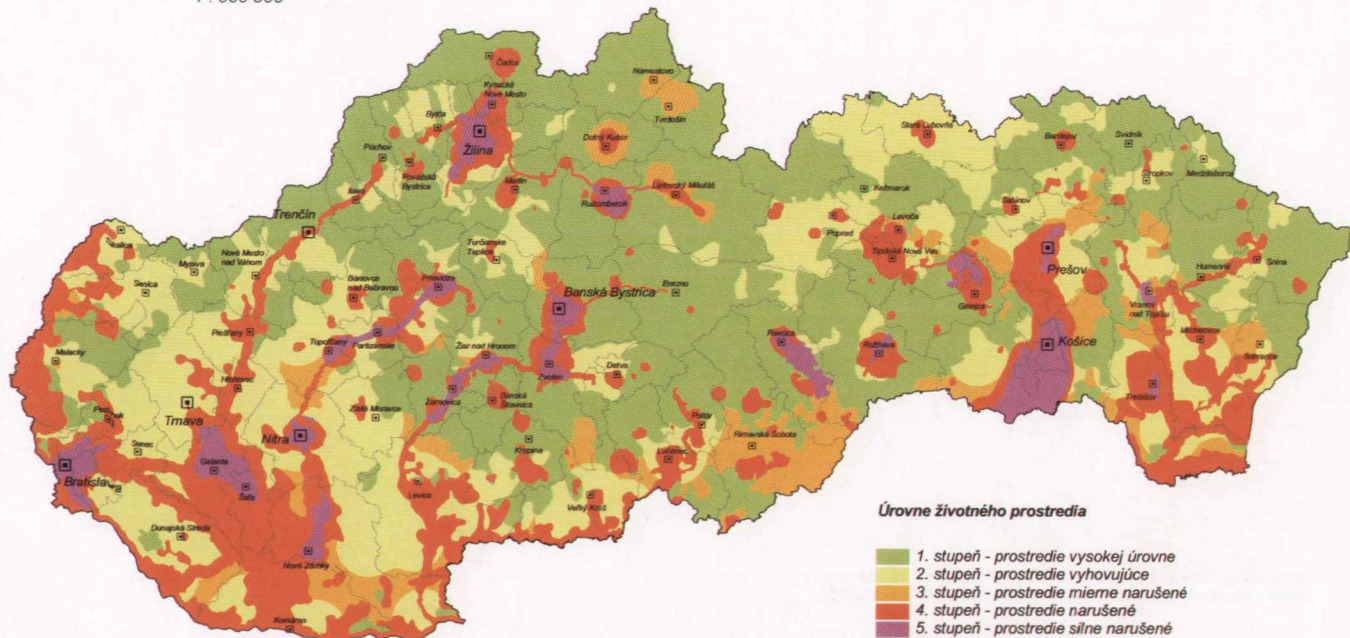 Čadca
Kysucké
Nové Mesto
Námestovo
Tvrdošín
Bytča
Žilina
Dolný Kubín
Púchov
Považská
Bystrica
Martin
Ružomberok
Liptovský Mikuláš
Ilava
Trenčín
Stará Ľubovňa
Bardejov
Svidník
Stropkov
Medzilaborce
Kežmarok
Sabinov
Levoča
Poprad
Spišská Nová Ves
Prešov
Gelnica
Humenné
Snina
Vranov
nad Topľou
Michalovce
Sobrance
Trebišov
Košice
Rožňava
Revúca
Skalica
Myjava
Senica
Nové Mesto
nad Váhom
Bánovce
nad Bebravou
Turčianske
Teplice
Prievidza
Banská Bystrica
Brezno
Piešťany
Topoľčany
Partizánske
Žiar nad Hronom
Zvolen
Detva
Malacky
Hlohovec
Žarnovica
Banská
Štiavnica
Zlaté Moravce
Trnava
Pezinok
Senec
Nitra
Krupina
Poltár
Rimavská Sobota
Lučenec
Bratislava
Galanta
Šaľa
Levice
Veľký Krtíš
Dunajská Streda
Nové Zámky
Komárno
Úrovne životného prostredia
1. stupeň - prostredie vysokej úrovne
2. stupeň - prostredie vyhovujúce
3. stupeň - prostredie mierne narušené
4. stupeň - prostredie narušené
5. stupeň - prostredie silne narušené